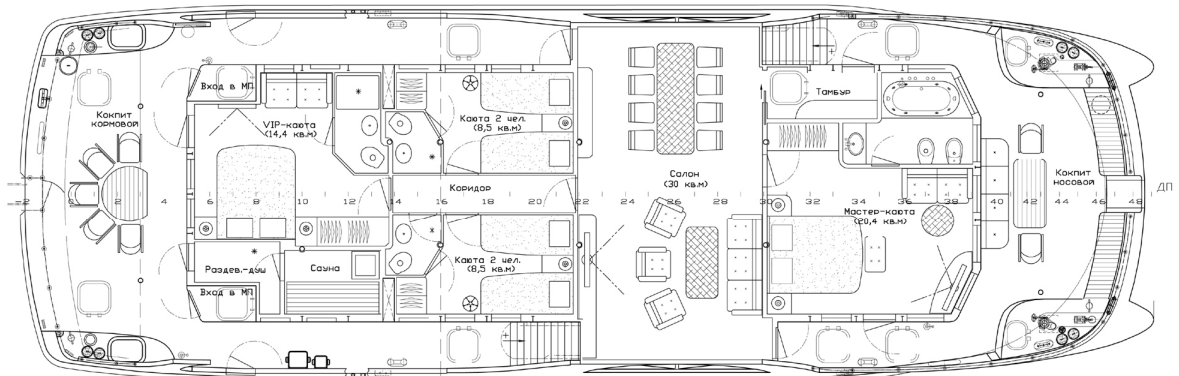 Вход в МП
Кокпит
кормовой
VIP-каюта
(14,4 кв.м)
Каюта 2 чел.
(8,5 кв.м)
Тамбур
Салон
(30 кв.м)
Коридор
Кокпит
носовой
ДП
-2 0 2 4 6 8 10 12 14 16 18 20 22 24 26 28 30 32 34 36 38 40 42 44 46 48
Мастер-каюта
(20,4 кв.м)
Раздев.-душ
Сауна
Каюта 2 чел.
(8,5 кв.м)
Вход в МП